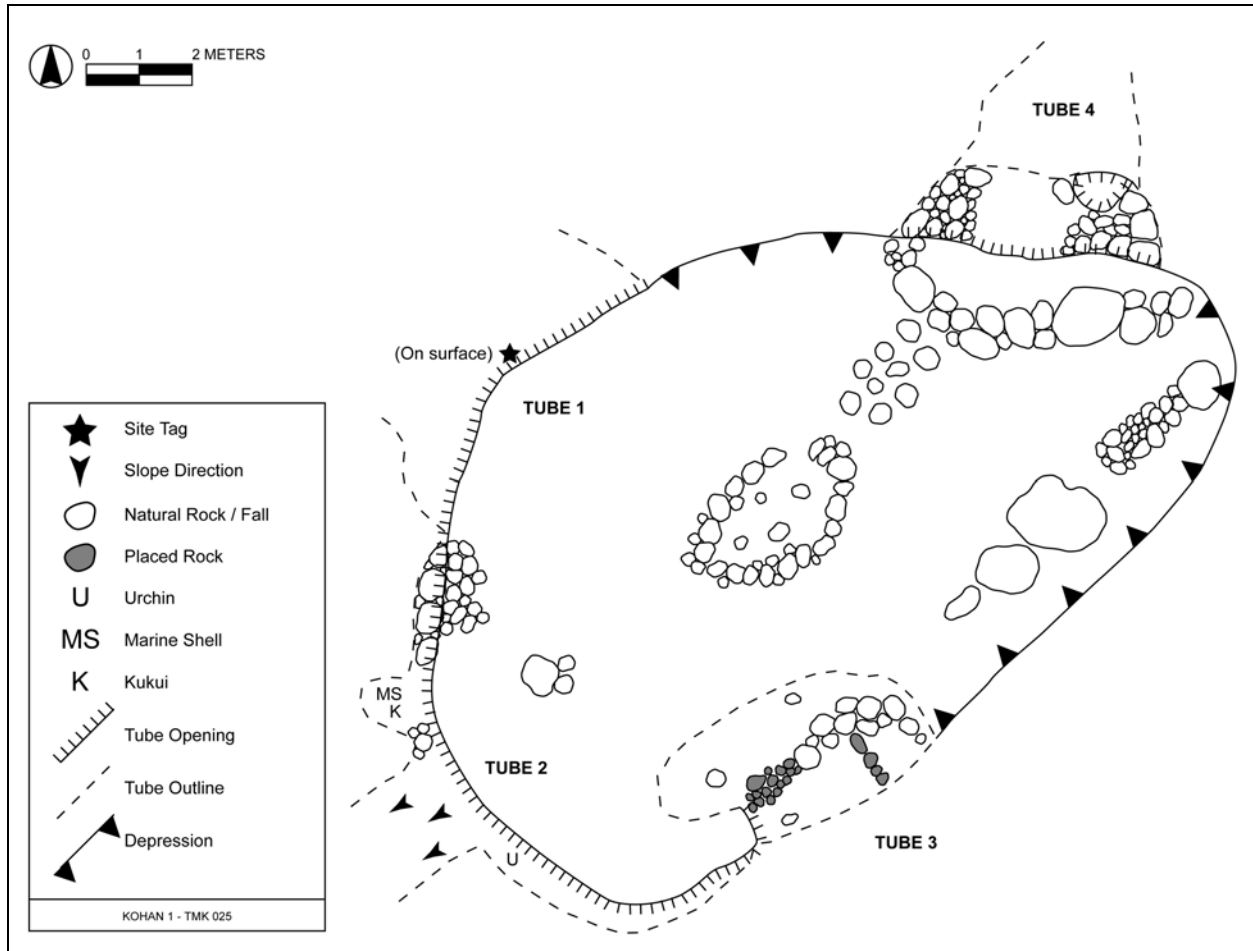 0 1 2 METERS
TUBE 4
(On surface)
TUBE 1
Site Tag
Slope Direction
Natural Rock / Fall
Placed Rock
U Urchin
MS Marine Shell
K Kukui
Tube Opening
Tube Outline
Depression
KOHAN 1 - TMK 025
MS
K
TUBE 2
U
TUBE 3